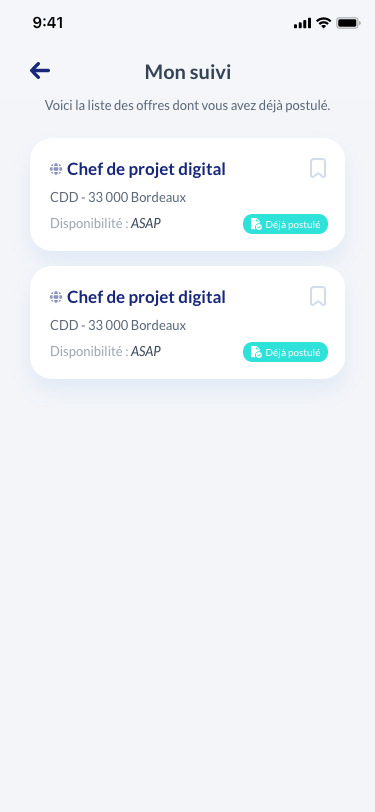 9:41
Mon suivi
Voici la liste des offres dont vous avez déjà postulé.
Chef de projet digital
CDD - 33 000 Bordeaux
Disponibilité : ASAP
Déjà postulé
Chef de projet digital
CDD - 33 000 Bordeaux
Disponibilité : ASAP
Déjà postulé